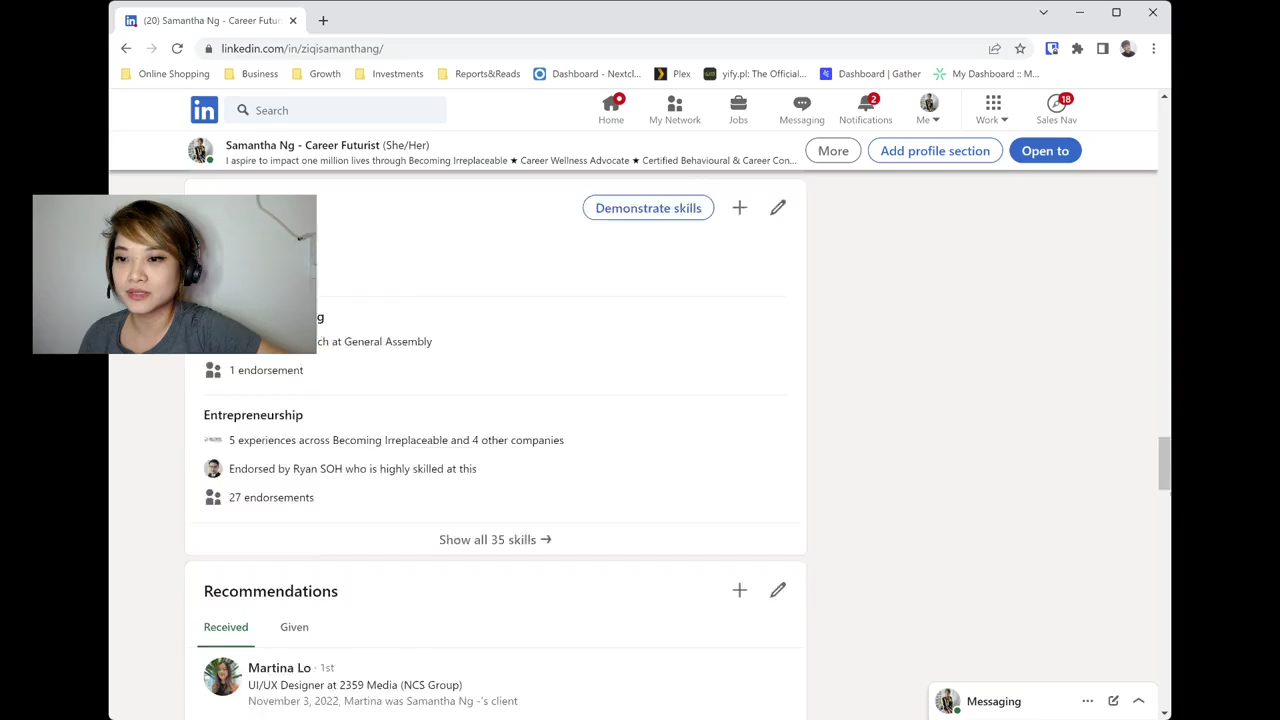 (20) Samantha Ng - Career Futur
linkedin.com/in/ziqisamanthang/
Online Shopping
Business
Growth
Investments
Reports&Reads
Dashboard - Nextcl...
Plex
yify.pl: The Official...
Dashboard | Gather
My Dashboard :: M...
in
Search
Home
My Network
Jobs
Messaging
2
Notifications
Me
Work
18
Sales Nav
Samantha Ng - Career Futurist (She/Her)
I aspire to impact one million lives through Becoming Irreplaceable ★ Career Wellness Advocate ★ Certified Behavioural & Career Con...
More
Add profile section
Open to
Demonstrate skills
g
ch at General Assembly
1 endorsement
Entrepreneurship
5 experiences across Becoming Irreplaceable and 4 other companies
Endorsed by Ryan SOH who is highly skilled at this
27 endorsements
Show all 35 skills →
Recommendations
Received
Given
Martina Lo · 1st
UI/UX Designer at 2359 Media (NCS Group)
November 3, 2022, Martina was Samantha Ng -'s client
Messaging